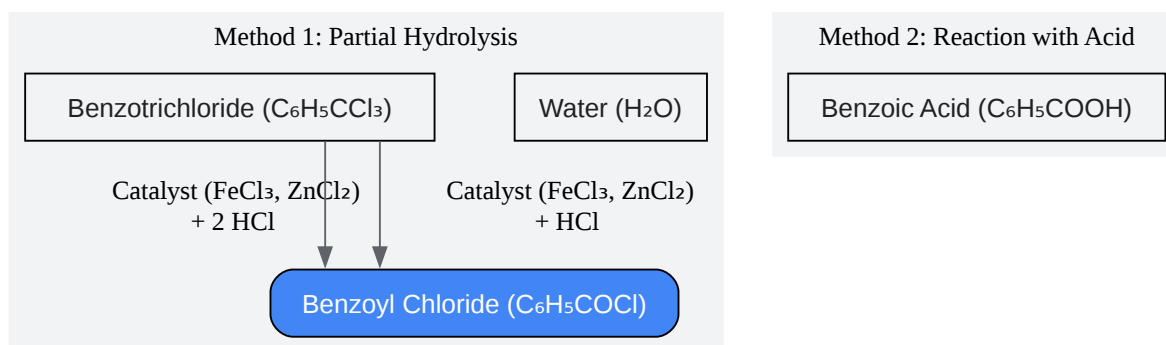 Method 1: Partial Hydrolysis
Method 2: Reaction with Acid
Benzotrichloride (C₆H₅CCl₃)
Water (H₂O)
Benzoic Acid (C₆H₅COOH)
Catalyst (FeCl₃, ZnCl₂)
+ 2 HCl
Catalyst (FeCl₃, ZnCl₂)
+ HCl
Benzoyl Chloride (C₆H₅COCl)